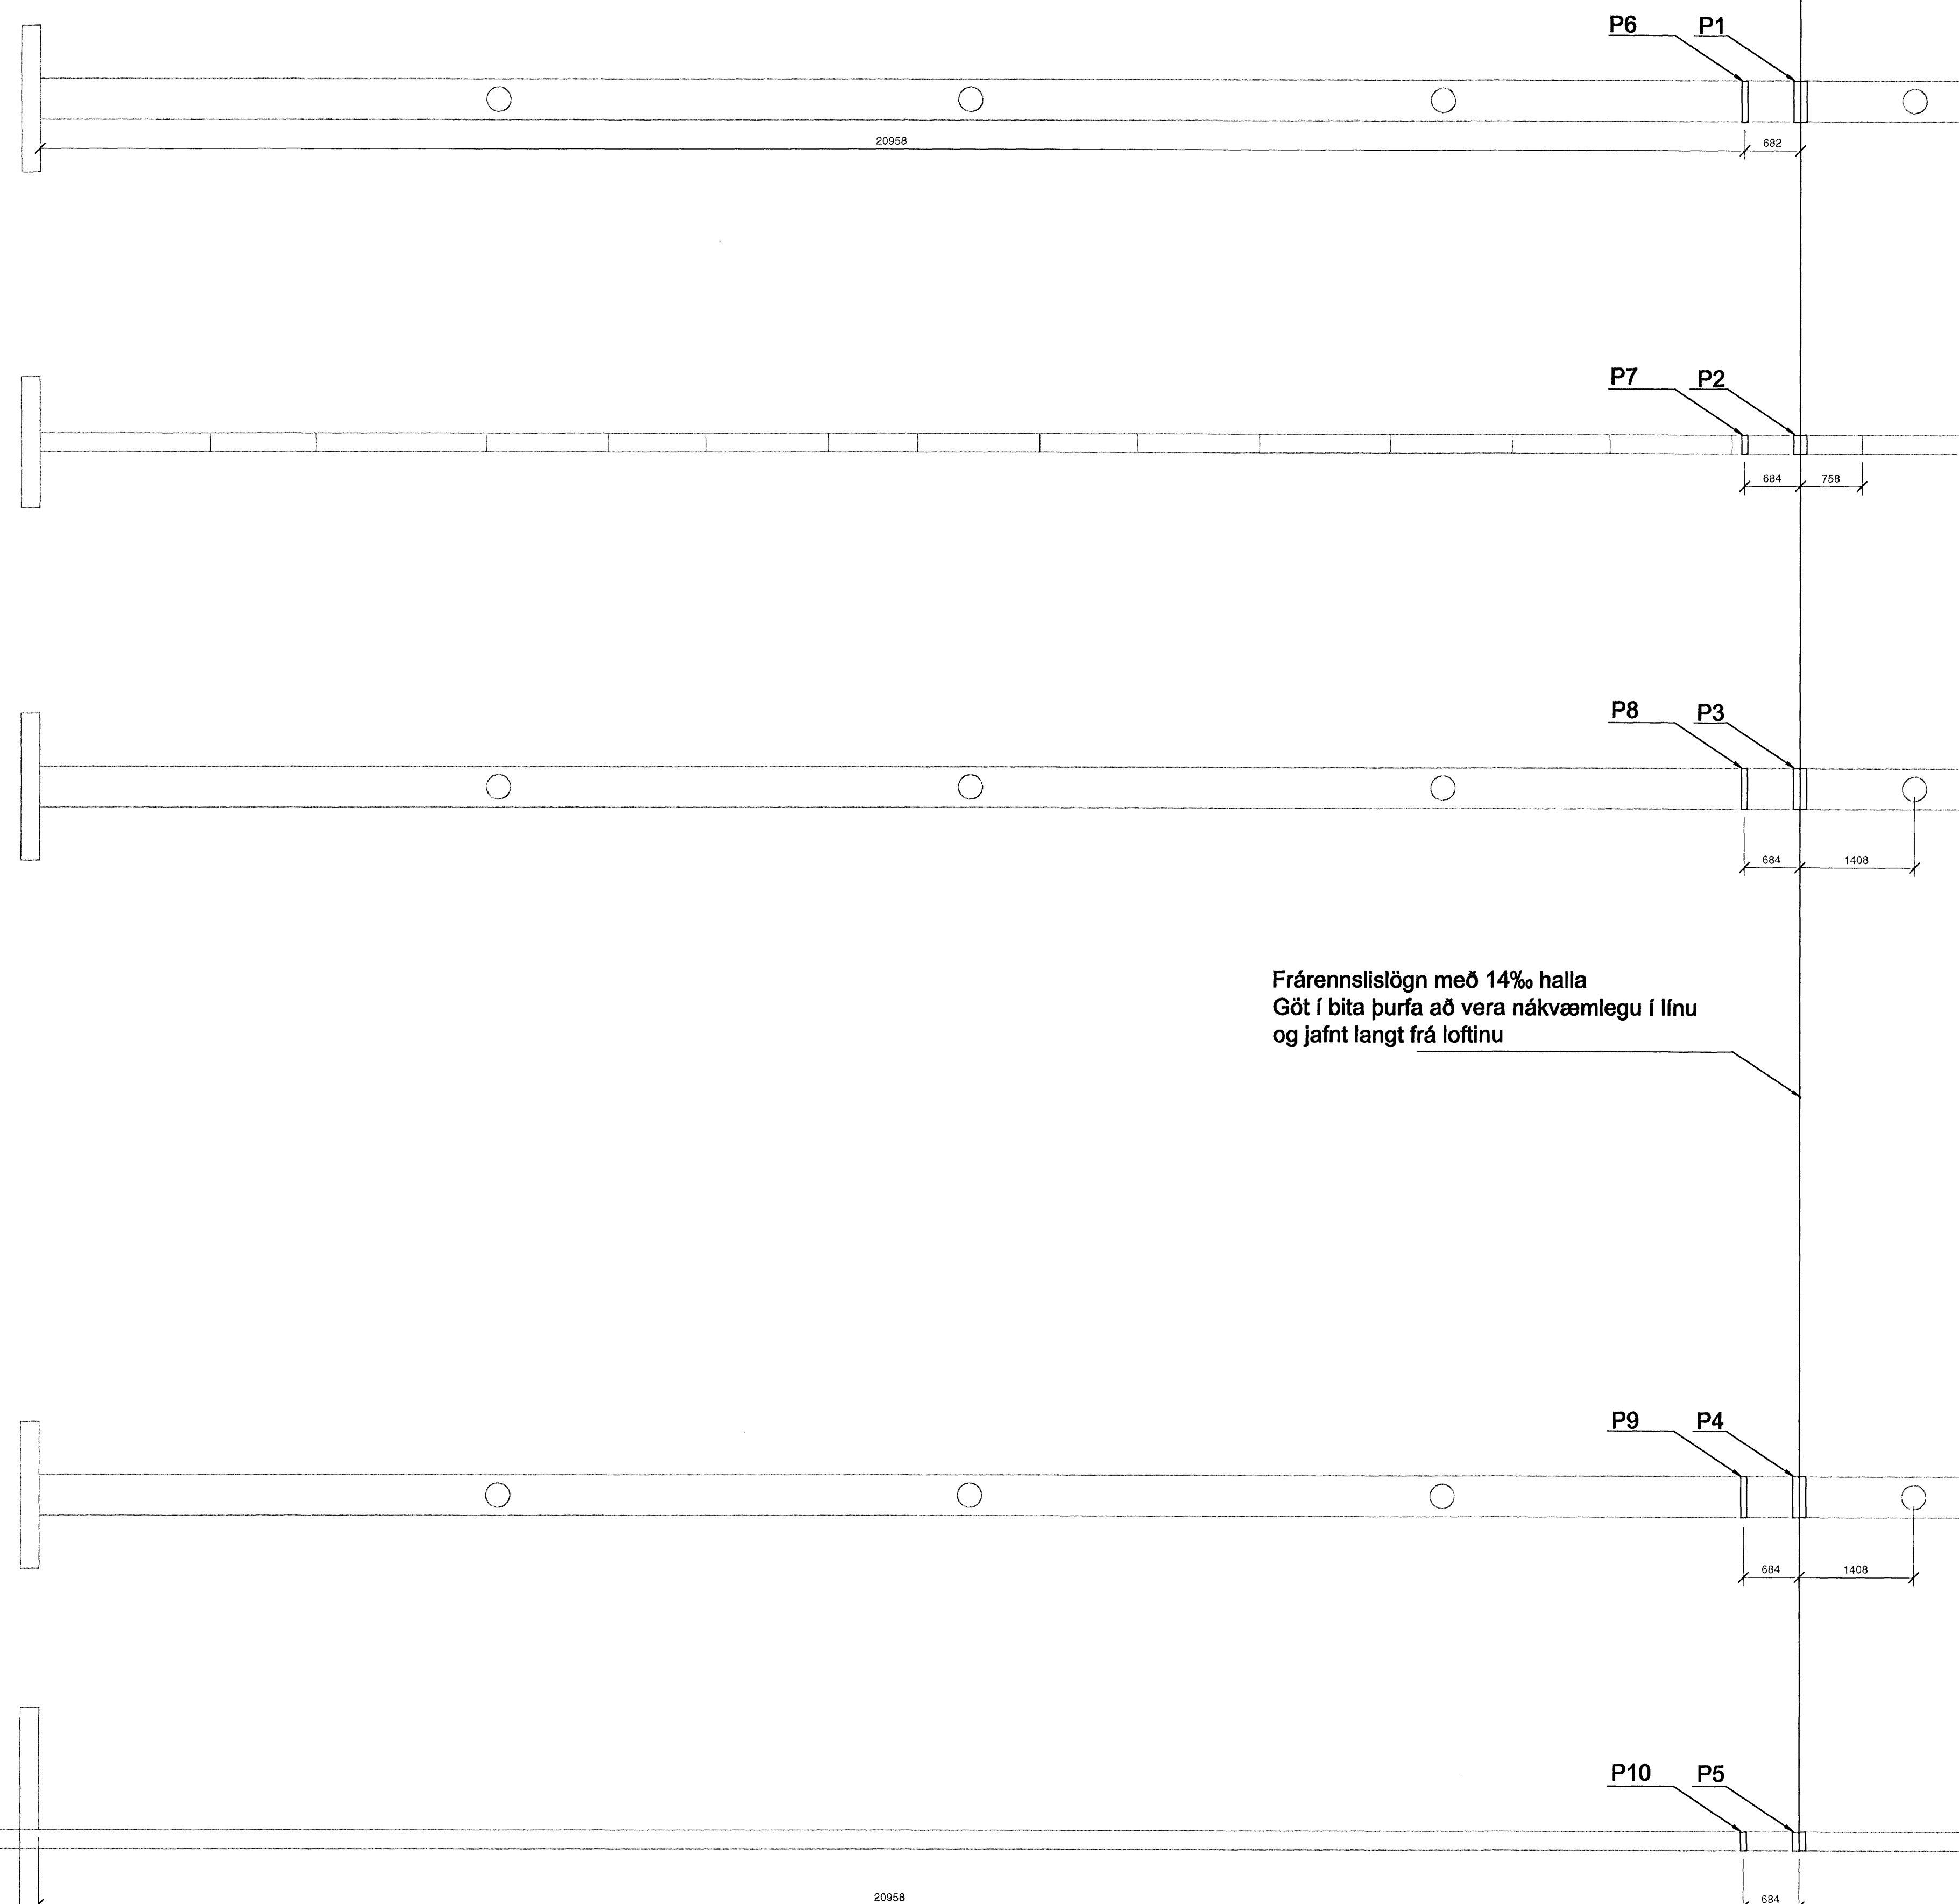 P6 P1
20958 682
P7 P2
684 758
P8 P3
684 1408
Frárennslislögn með 14‰ halla
Göt í bita þurfa að vera nákvæmlegu í línu
og jafnt langt frá loftinu
P9 P4
684 1408
P10 P5
20958 684